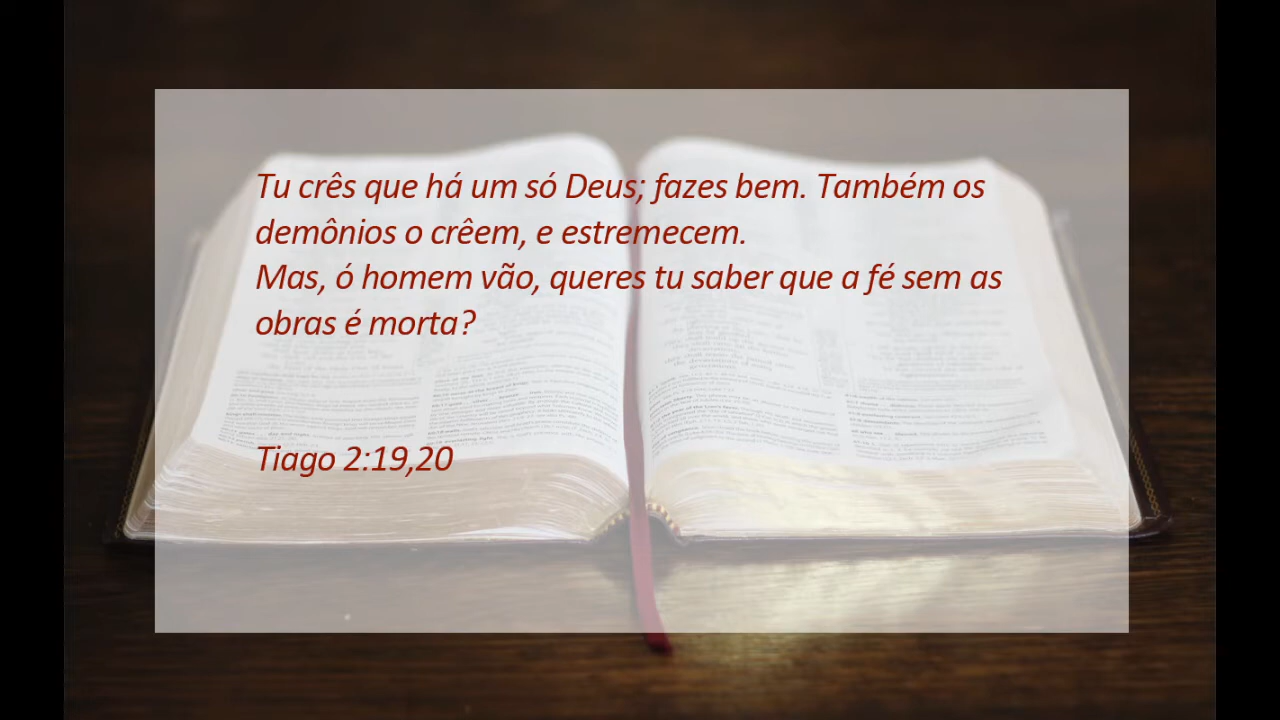 Tu crês que há um só Deus; fazes bem. Também os
demônios o crêem, e estremecem.
Mas, ó homem vão, queres tu saber que a fé sem as
obras é morta?
Tiago 2:19,20